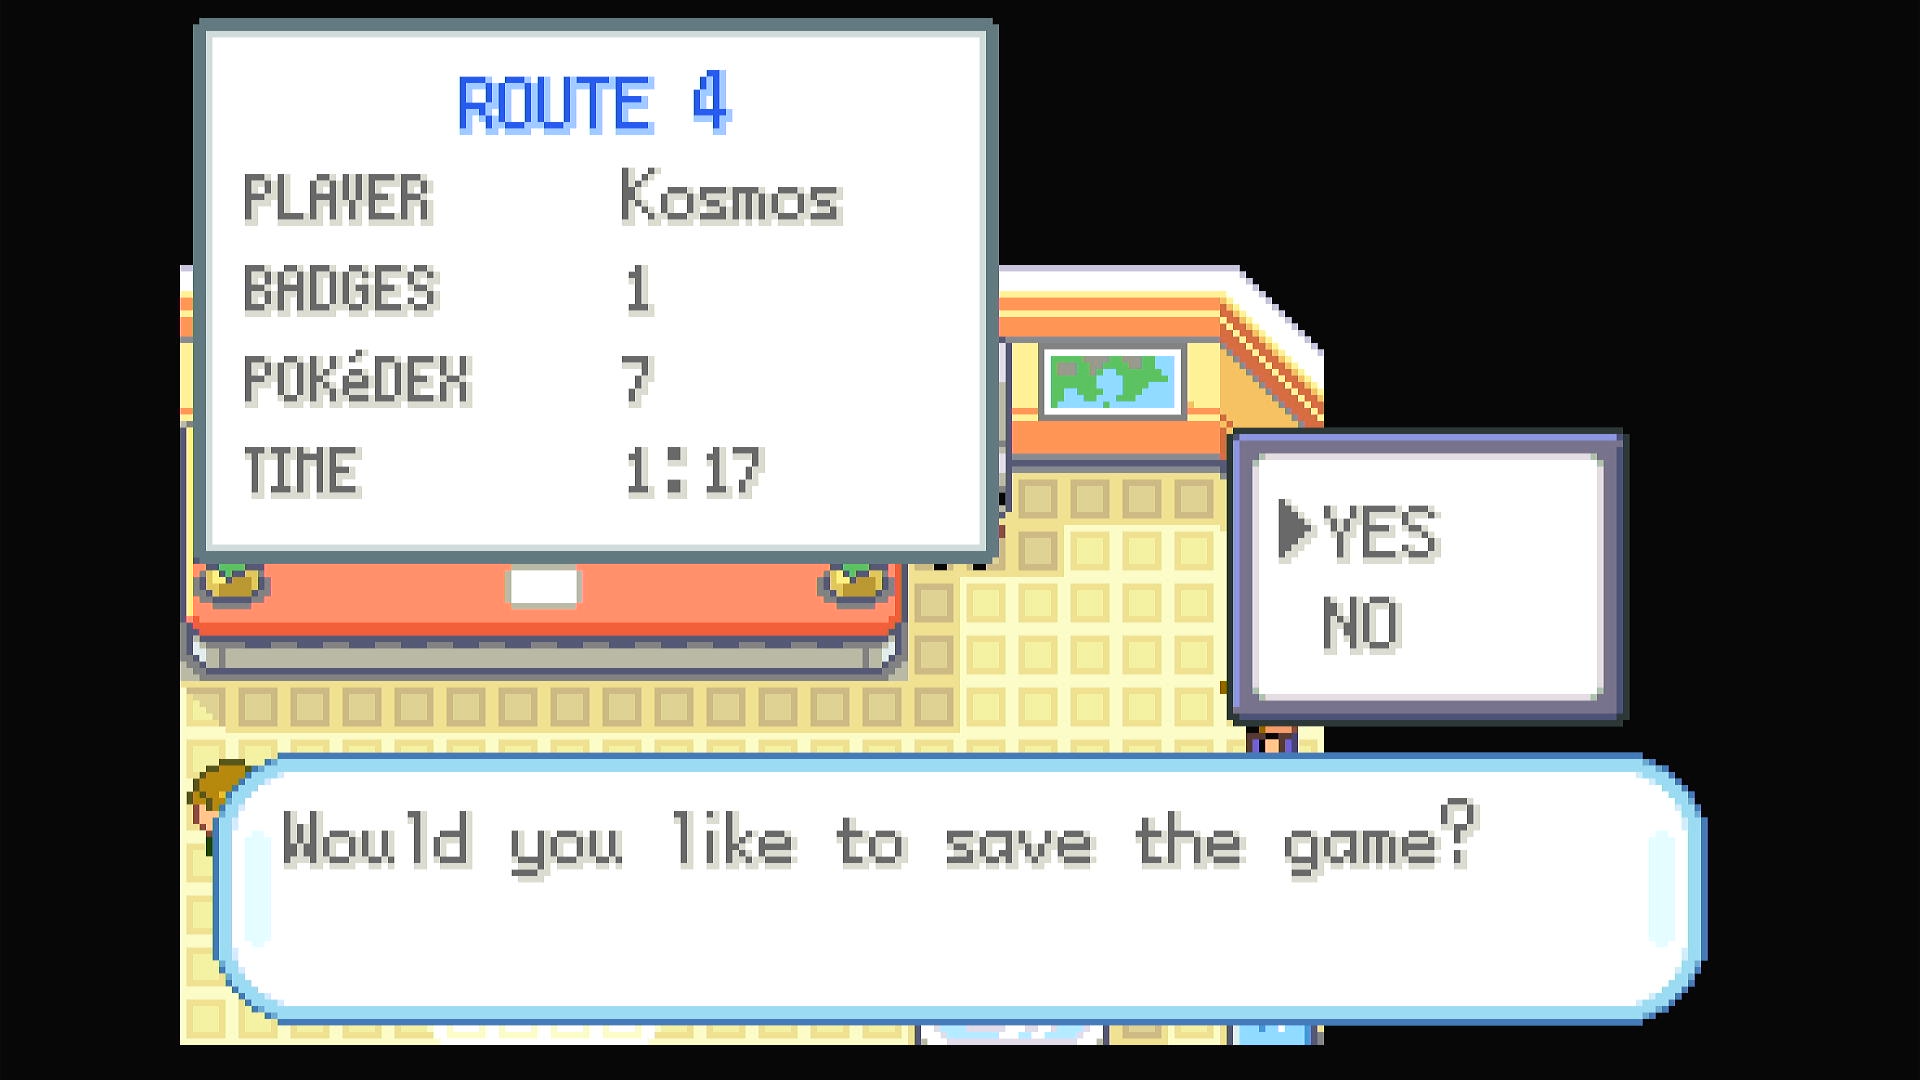 ROUTE 4
PLAYER Kosmos
BADGES 1
POKéDEX 7
TIME 1:17
YES
NO
Would you like to save the game?